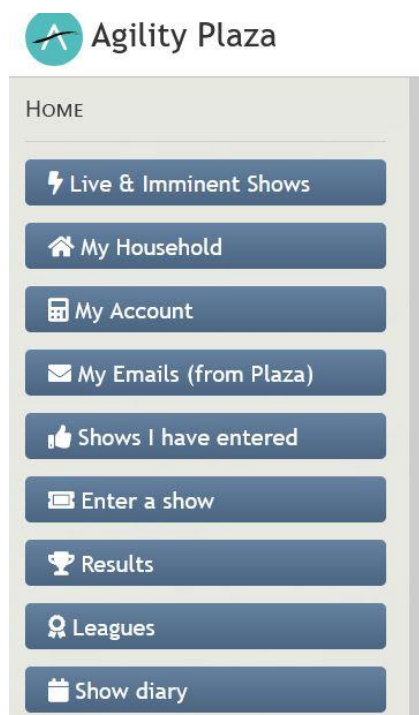 Agility Plaza
HOME
Live & Imminent Shows
My Household
My Account
My Emails (from Plaza)
Shows I have entered
Enter a show
Results
Leagues
Show diary